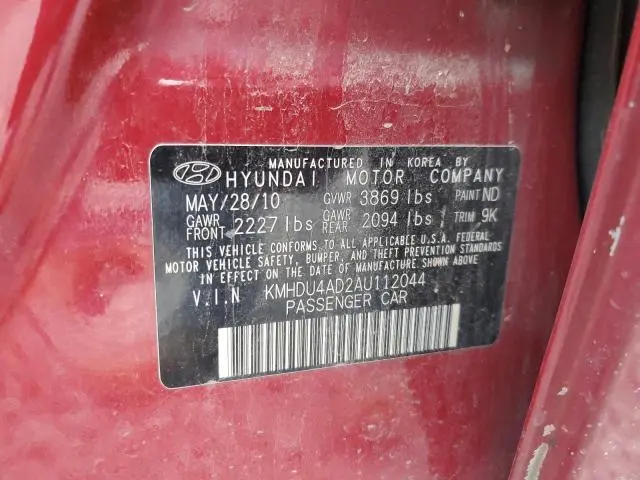 MANUFACTURED IN KOREA BY
HYUNDAI MOTOR COMPANY
MAY/28/10 GVWR 3869 lbs PAINT ND
GAWR FRONT 2227 lbs GAWR REAR 2094 lbs TRIM 9K
THIS VEHICLE CONFORMS TO ALL APPLICABLE U.S.A. FEDERAL
MOTOR VEHICLE SAFETY, BUMPER, AND THEFT PREVENTION STANDARDS
IN EFFECT ON THE DATE OF MANUFACTURE SHOWN ABOVE.
V.I.N KMHDU4AD2AU112044
PASSENGER CAR